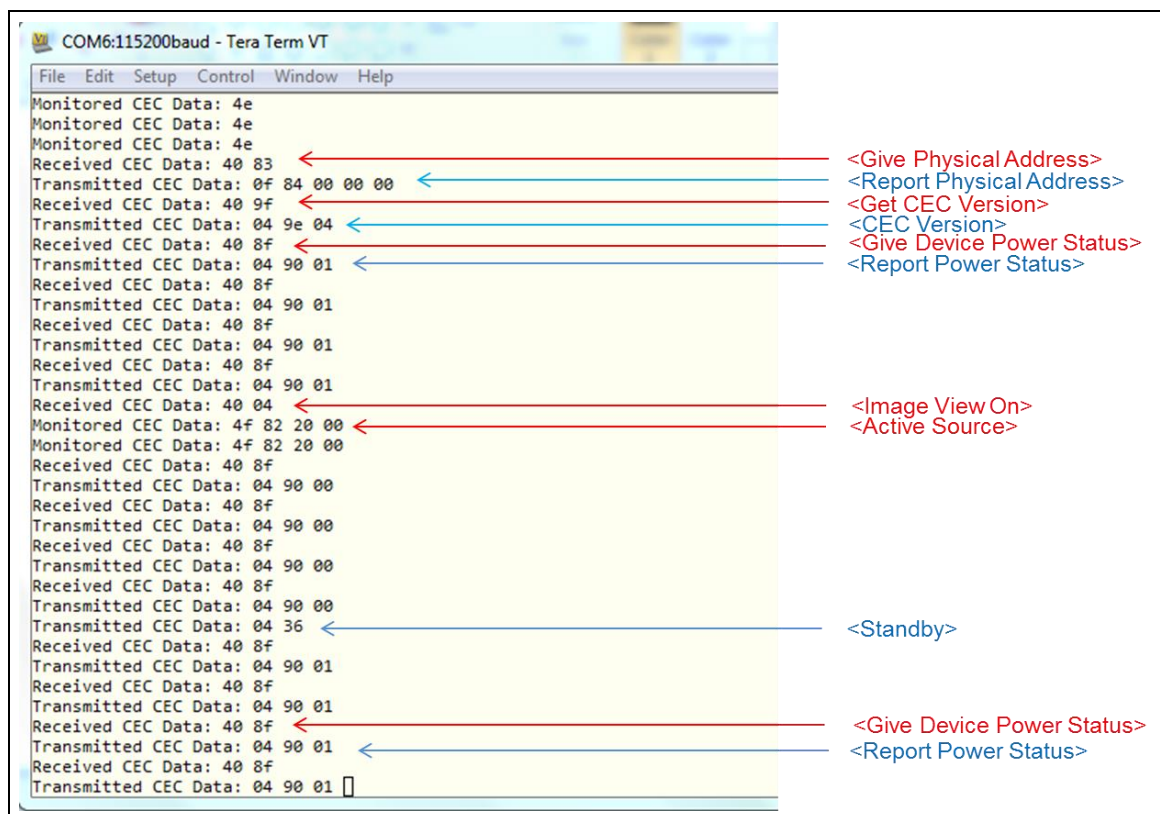 COM6:115200baud - Tera Term VT
File Edit Setup Control Window Help
Monitored CEC Data: 4e
Monitored CEC Data: 4e
Monitored CEC Data: 4e
Received CEC Data: 40 83 <Give Physical Address>
Transmitted CEC Data: 0f 84 00 00 00 <Report Physical Address>
Received CEC Data: 40 9f <Get CEC Version>
Transmitted CEC Data: 04 9e 04 <CEC Version>
Received CEC Data: 40 8f <Give Device Power Status>
Transmitted CEC Data: 04 90 01 <Report Power Status>
Received CEC Data: 40 8f
Transmitted CEC Data: 04 90 01
Received CEC Data: 40 8f
Transmitted CEC Data: 04 90 01
Received CEC Data: 40 8f
Transmitted CEC Data: 04 90 01
Received CEC Data: 40 04 <Image View On>
Monitored CEC Data: 4f 82 20 00 <Active Source>
Monitored CEC Data: 4f 82 20 00
Received CEC Data: 40 8f
Transmitted CEC Data: 04 90 00
Received CEC Data: 40 8f
Transmitted CEC Data: 04 90 00
Received CEC Data: 40 8f
Transmitted CEC Data: 04 90 00
Received CEC Data: 40 8f
Transmitted CEC Data: 04 90 00
Transmitted CEC Data: 04 36 <Standby>
Received CEC Data: 40 8f
Transmitted CEC Data: 04 90 01
Received CEC Data: 40 8f
Transmitted CEC Data: 04 90 01
Received CEC Data: 40 8f <Give Device Power Status>
Transmitted CEC Data: 04 90 01 <Report Power Status>
Received CEC Data: 40 8f
Transmitted CEC Data: 04 90 01